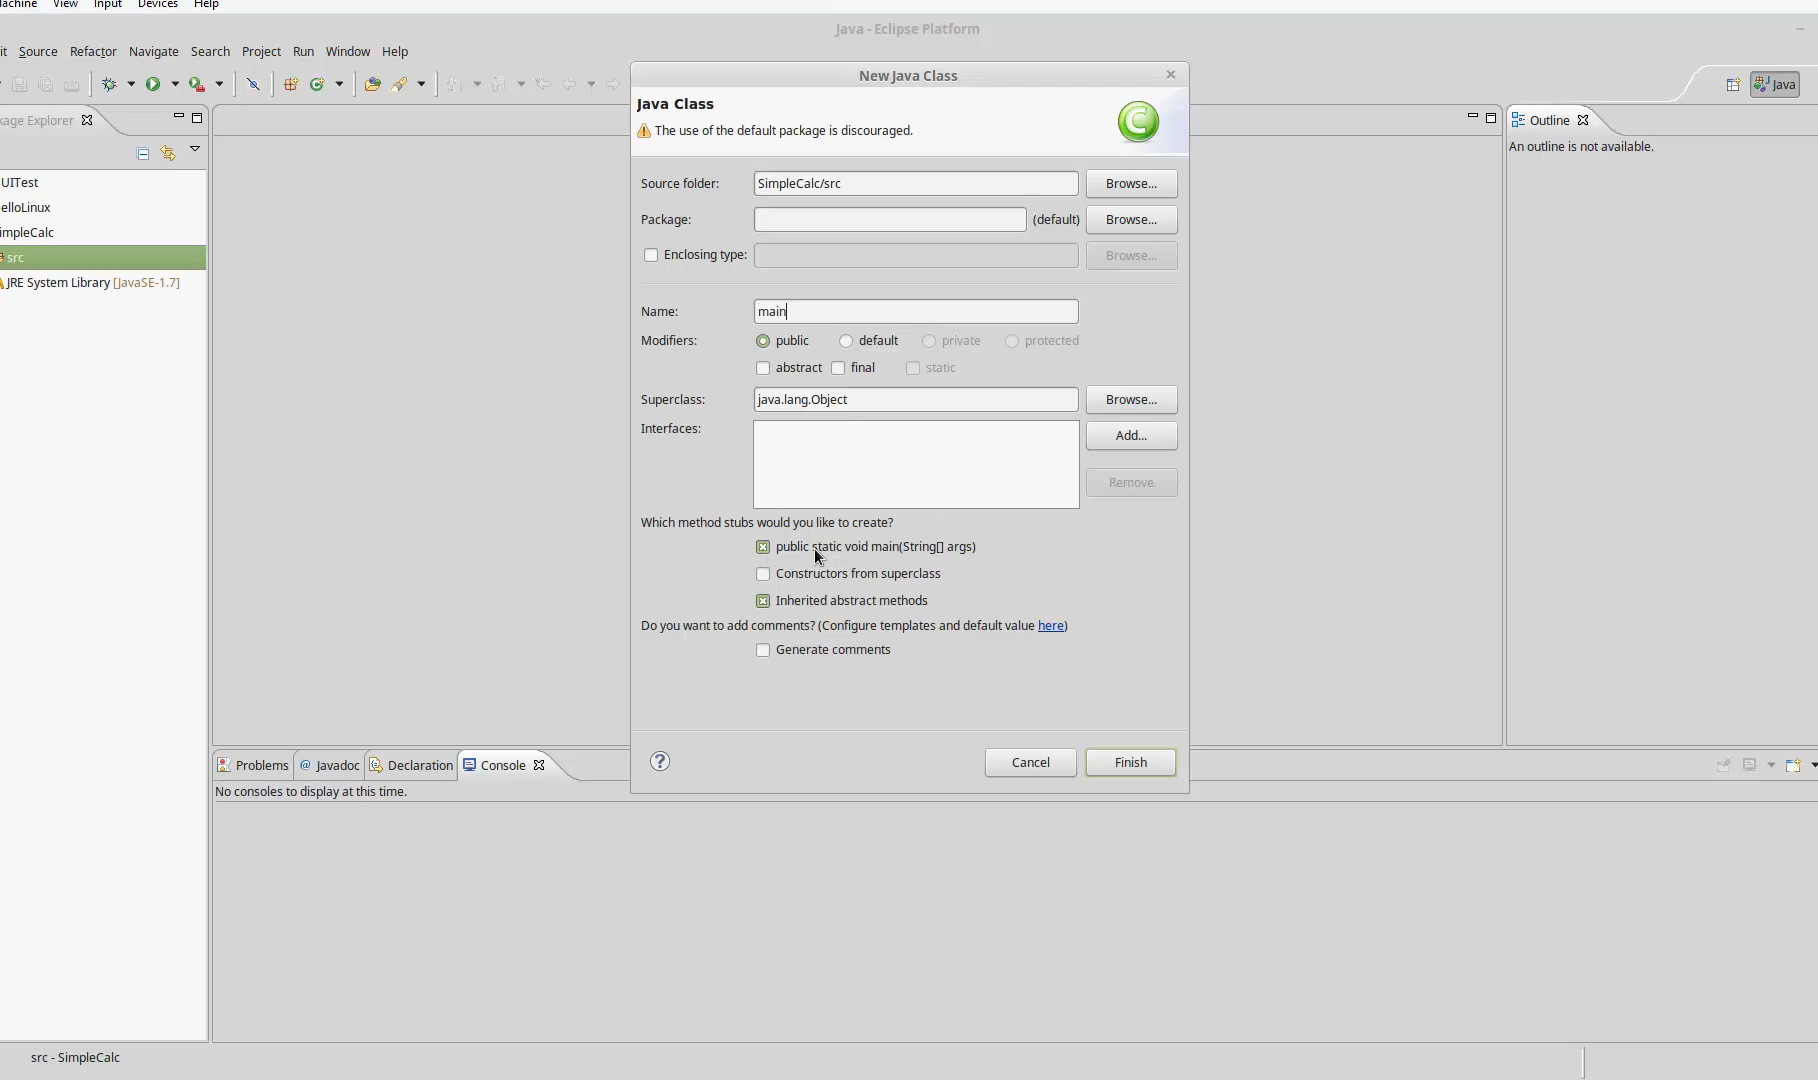 Machine View Input Devices Help
Java - Eclipse Platform
it Source Refactor Navigate Search Project Run Window Help
New Java Class
Java
Java Class
The use of the default package is discouraged.
kage Explorer
Outline
An outline is not available.
UITest
elloLinux
impleCalc
src
JRE System Library [JavaSE-1.7]
Source folder: SimpleCalc/src Browse...
Package: (default) Browse...
Enclosing type: Browse...
Name: main
Modifiers: public default private protected
abstract final static
Superclass: java.lang.Object Browse...
Interfaces: Add...
Remove
Which method stubs would you like to create?
public static void main(String[] args)
Constructors from superclass
Inherited abstract methods
Do you want to add comments? (Configure templates and default value here)
Generate comments
? Cancel Finish
Problems @ Javadoc Declaration Console
No consoles to display at this time.
src - SimpleCalc